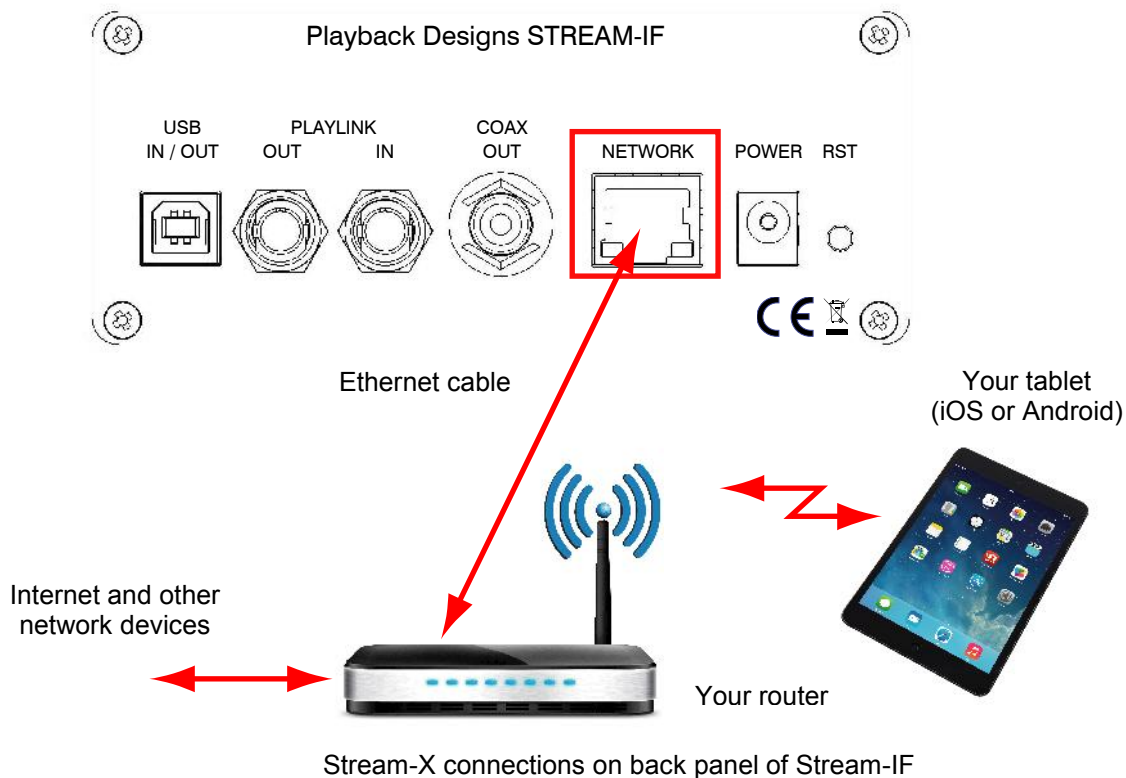 Playback Designs STREAM-IF
USB
IN / OUT
PLAYLINK
OUT
IN
COAX
OUT
NETWORK
POWER
RST
CE
Ethernet cable
Your tablet
(iOS or Android)
Internet and other
network devices
Your router
Stream-X connections on back panel of Stream-IF